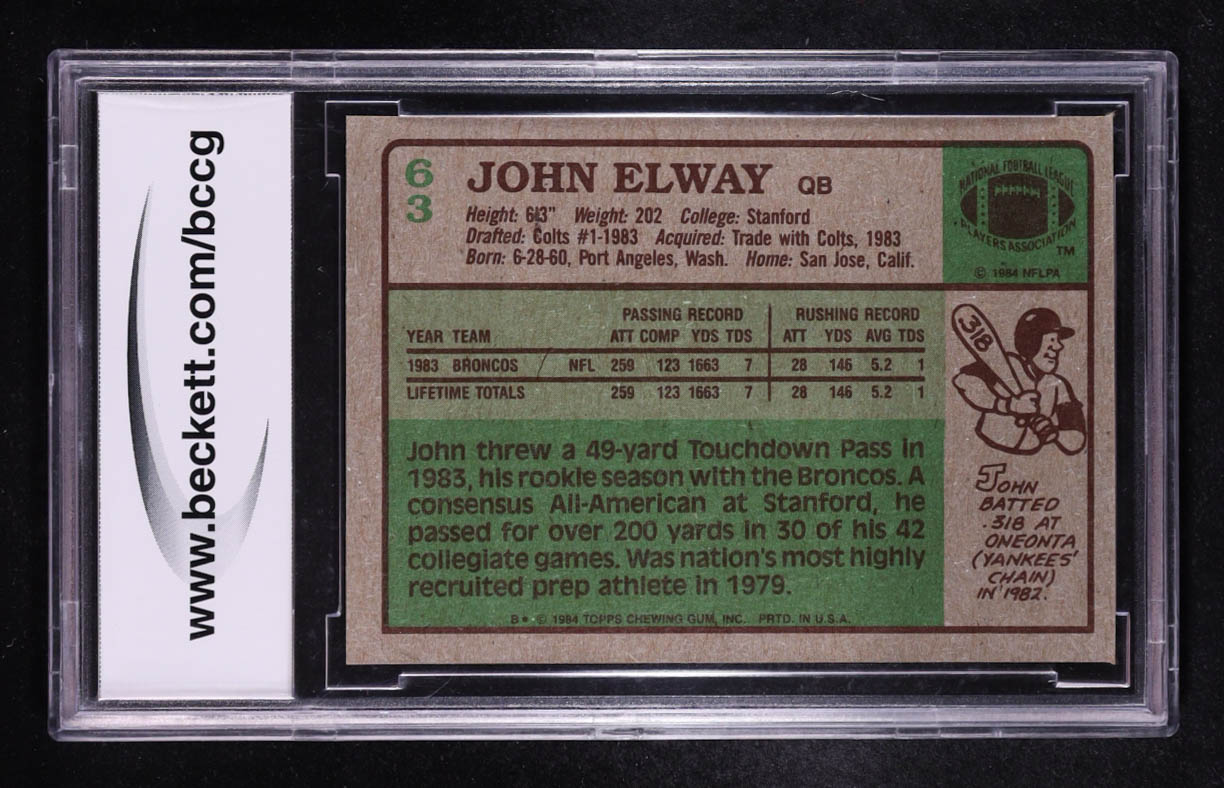 www.beckett.com/bccg
63
JOHN ELWAY QB
Height: 6'3" Weight: 202 College: Stanford
Drafted: Colts #1-1983 Acquired: Trade with Colts, 1983
Born: 6-28-60, Port Angeles, Wash. Home: San Jose, Calif.
NATIONAL FOOTBALL LEAGUE
PLAYERS ASSOCIATION
TM
© 1984 NFLPA
PASSING RECORD RUSHING RECORD
YEAR TEAM ATT COMP YDS TDS ATT YDS AVG TDS
1983 BRONCOS NFL 259 123 1663 7 28 146 5.2 1
LIFETIME TOTALS 259 123 1663 7 28 146 5.2 1
John threw a 49-yard Touchdown Pass in
1983, his rookie season with the Broncos. A
consensus All-American at Stanford, he
passed for over 200 yards in 30 of his 42
collegiate games. Was nation's most highly
recruited prep athlete in 1979.
B* © 1984 TOPPS CHEWING GUM, INC. PRTD. IN U.S.A.
.318
JOHN
BATTED
.318 AT
ONEONTA
(YANKEES'
CHAIN)
IN 1982.